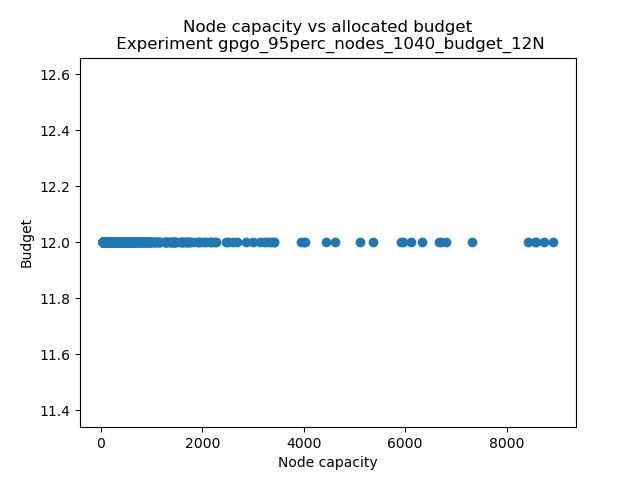 Node capacity vs allocated budget
Experiment gpgo_95perc_nodes_1040_budget_12N
12.6
12.4
12.2
12.0
11.8
11.6
11.4
Budget
0 2000 4000 6000 8000
Node capacity